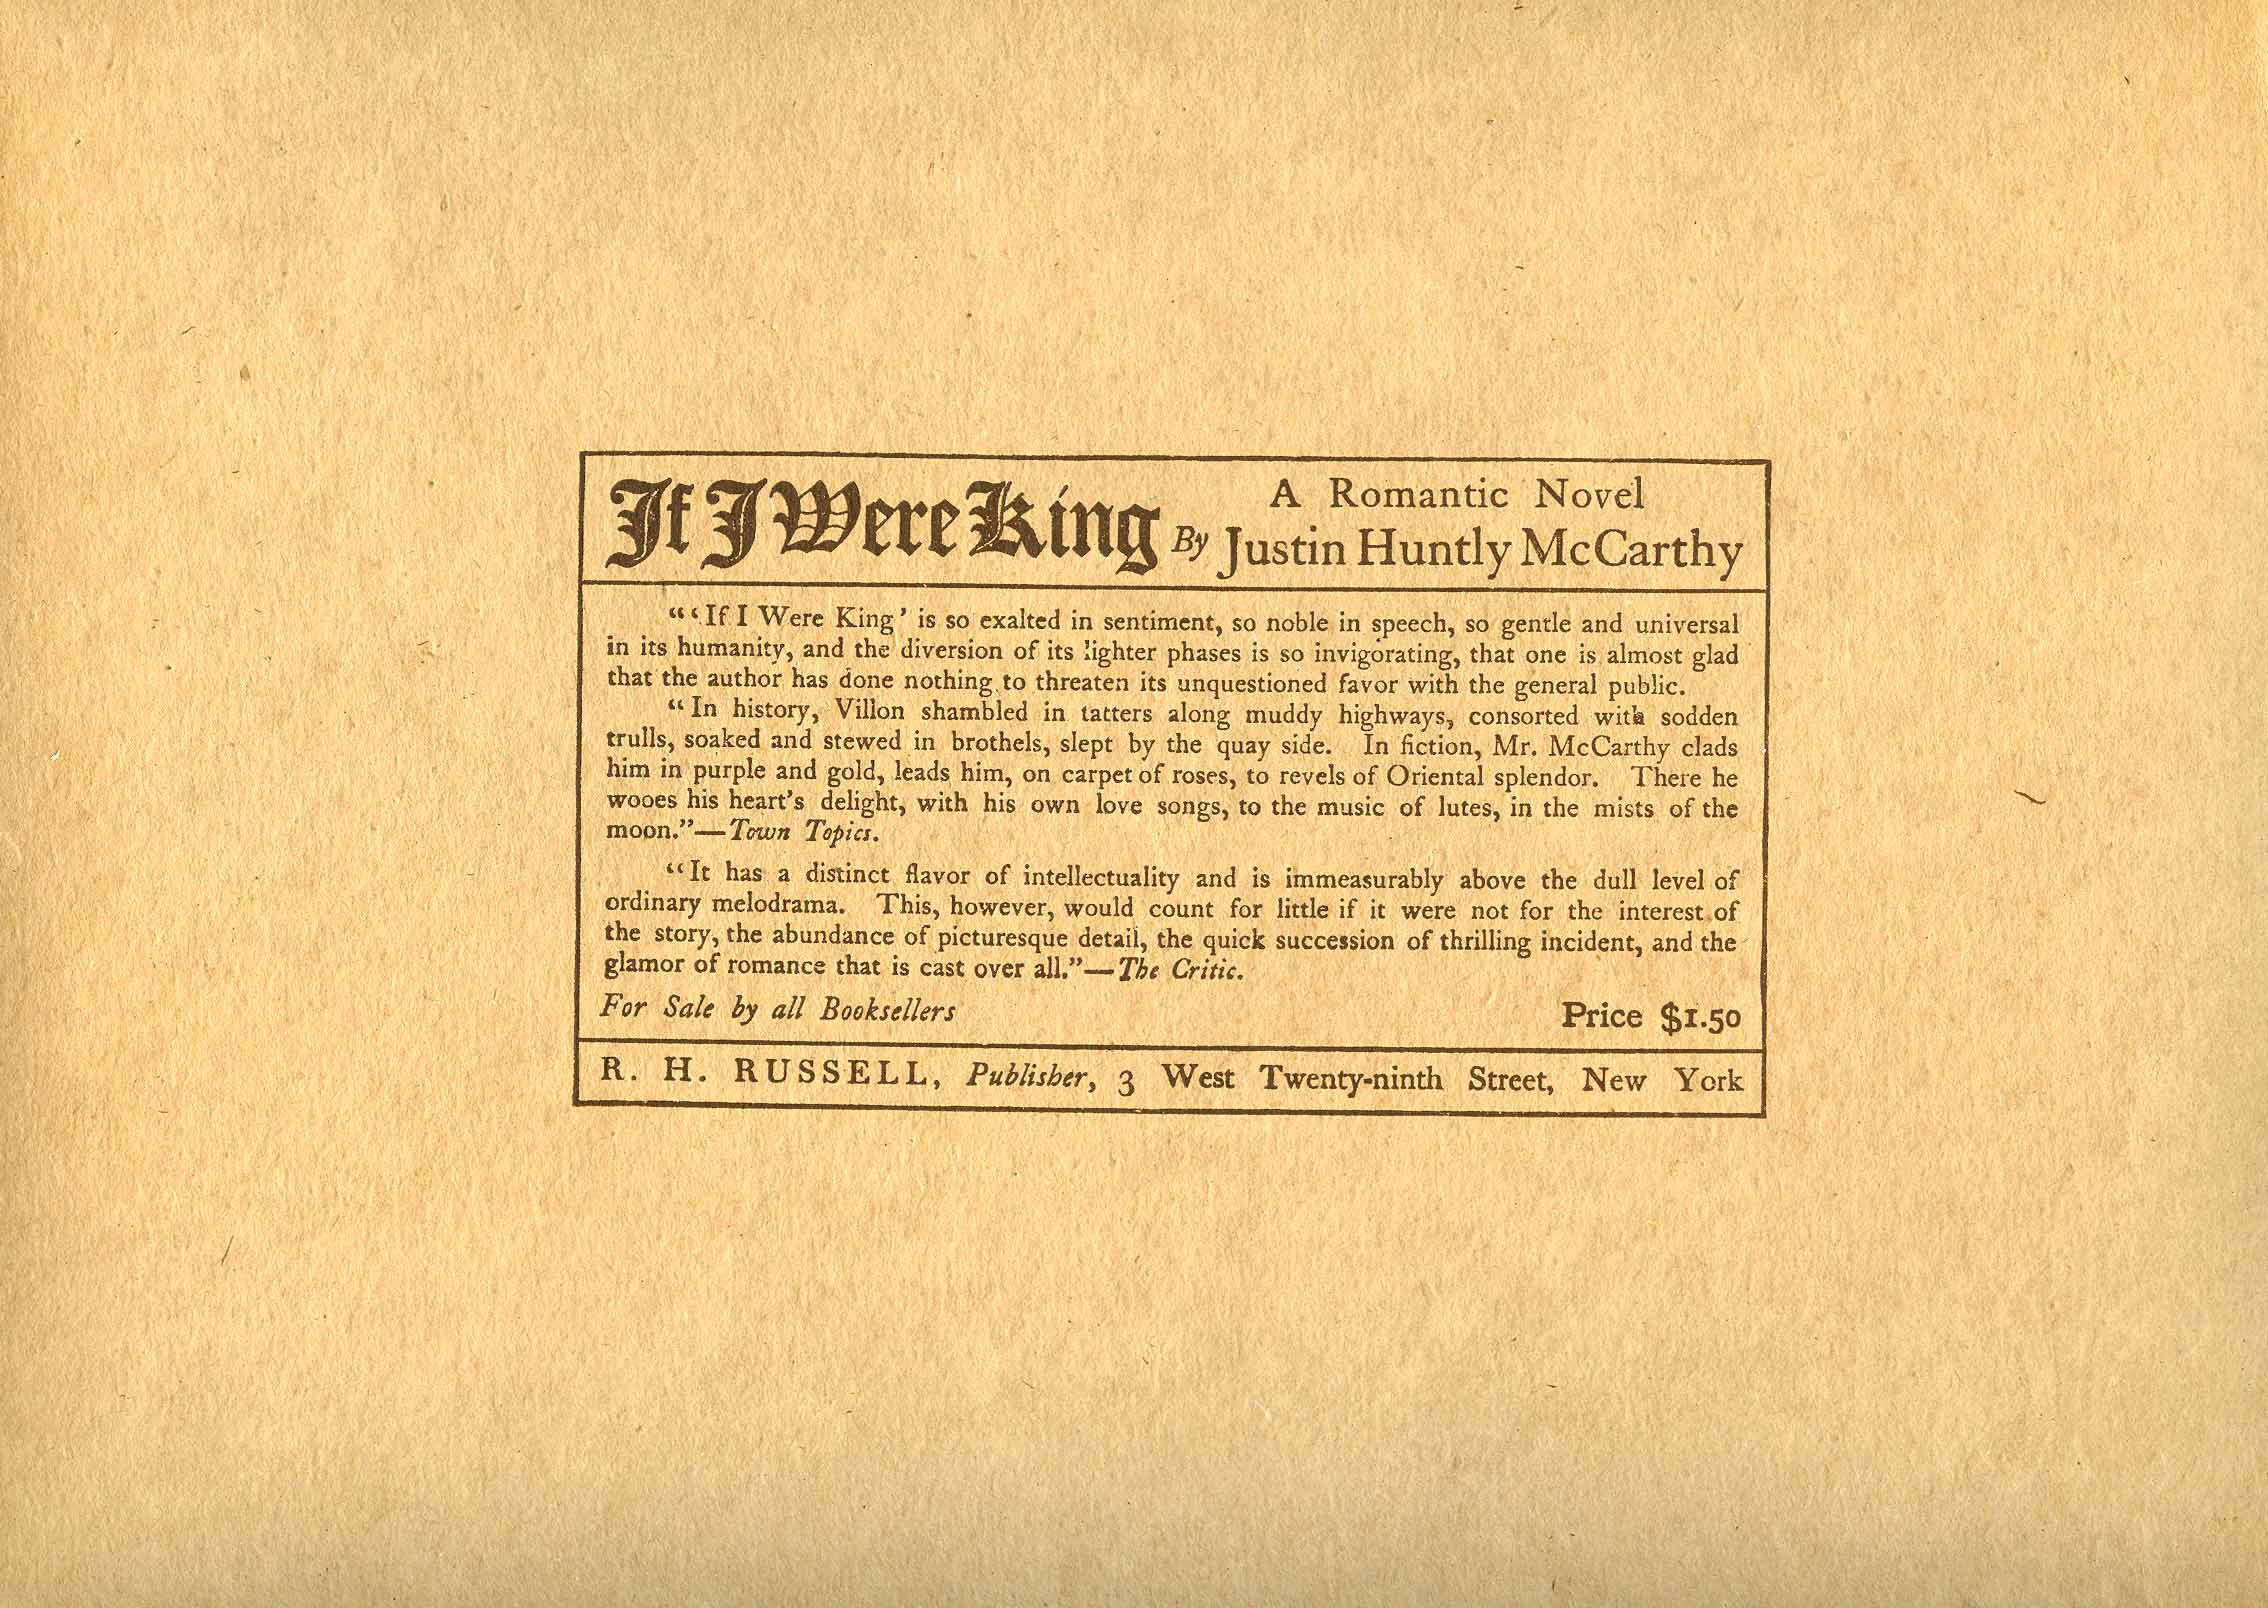 If I Were King By A Romantic Novel
Justin Huntly McCarthy
“‘If I Were King’ is so exalted in sentiment, so noble in speech, so gentle and universal
in its humanity, and the diversion of its lighter phases is so invigorating, that one is almost glad
that the author has done nothing to threaten its unquestioned favor with the general public.
“In history, Villon shambled in tatters along muddy highways, consorted with sodden
trulls, soaked and stewed in brothels, slept by the quay side. In fiction, Mr. McCarthy clads
him in purple and gold, leads him, on carpet of roses, to revels of Oriental splendor. There he
wooes his heart's delight, with his own love songs, to the music of lutes, in the mists of the
moon.”—Town Topics.
“It has a distinct flavor of intellectuality and is immeasurably above the dull level of
ordinary melodrama. This, however, would count for little if it were not for the interest of
the story, the abundance of picturesque detail, the quick succession of thrilling incident, and the
glamor of romance that is cast over all.”—The Critic.
For Sale by all Booksellers Price $1.50
R. H. RUSSELL, Publisher, 3 West Twenty-ninth Street, New York